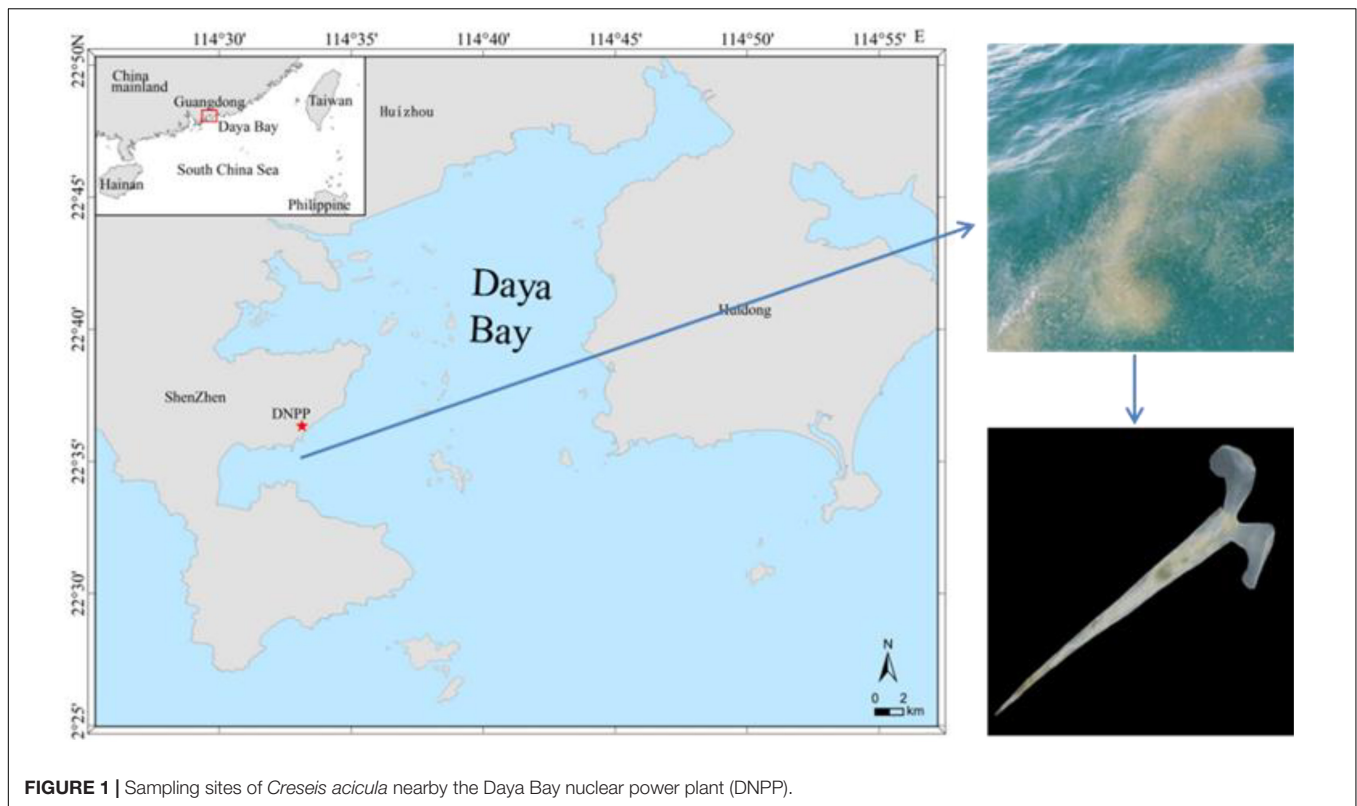 114°30' 114°35' 114°40' 114°45' 114°50' 114°55' E
22°50N
22°45'
22°40'
22°35'
22°30'
2°25'
China
mainland
Guangdong
Taiwan
Daya Bay
South China Sea
Hainan
Philippine
Huizhou
Daya
Bay
Huidong
ShenZhen
DNPP
N
0 2
km
FIGURE 1 | Sampling sites of Creseis acicula nearby the Daya Bay nuclear power plant (DNPP).